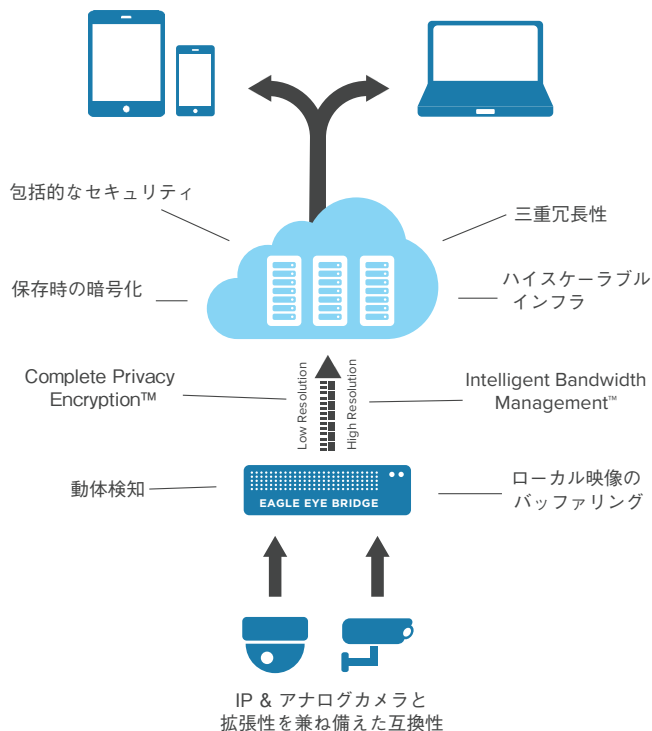 包括的なセキュリティ
三重冗長性
保存時の暗号化
ハイスケーラブル
インフラ
Complete Privacy
Encryption™
Low Resolution
High Resolution
Intelligent Bandwidth
Management™
動体検知
EAGLE EYE BRIDGE
ローカル映像の
バッファリング
IP & アナログカメラと
拡張性を兼ね備えた互換性